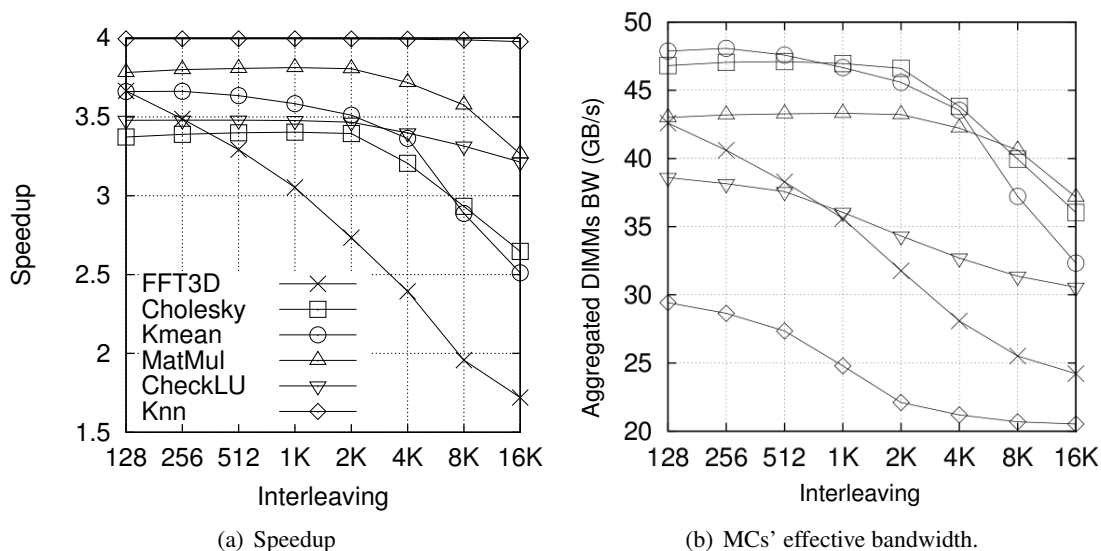 4
3.5
3
2.5
2
1.5
Speedup
FFT3D
Cholesky
Kmean
MatMul
CheckLU
Knn
128 256 512 1K 2K 4K 8K 16K
Interleaving
(a) Speedup
50
45
40
35
30
25
20
Aggregated DIMMs BW (GB/s)
128 256 512 1K 2K 4K 8K 16K
Interleaving
(b) MCs' effective bandwidth.